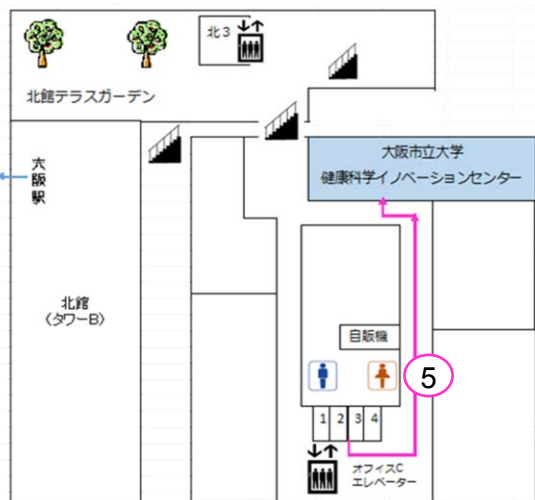 北3
北館テラスガーデン
大阪駅
大阪市立大学
健康科学イノベーションセンター
北館
(タワーB)
自販機
5
1 2 3 4
オフィスC
エレベーター